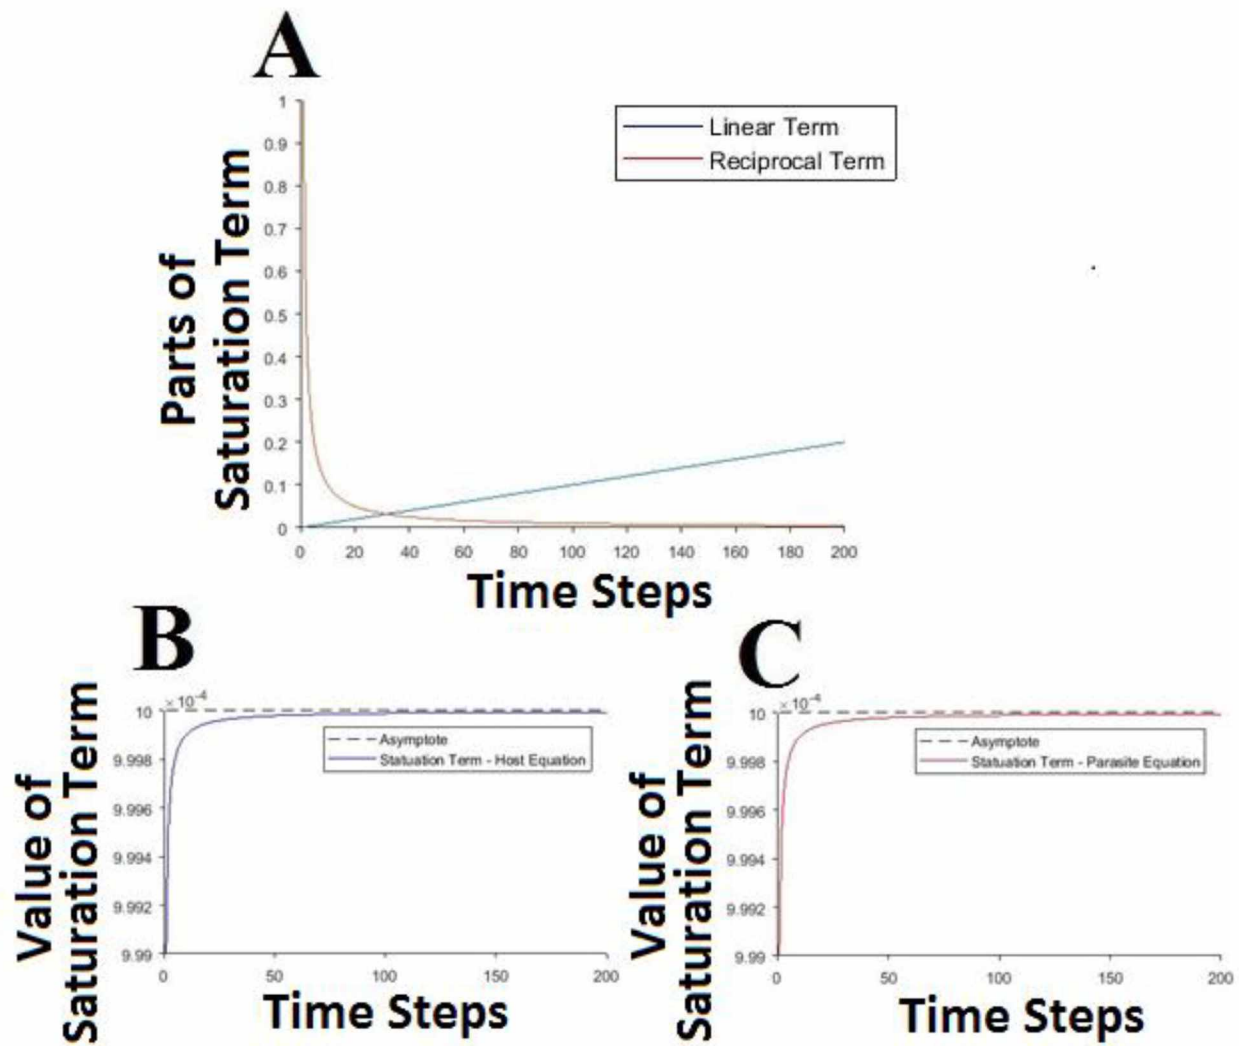 A
Parts of
Saturation Term
1
0.9
0.8
0.7
0.6
0.5
0.4
0.3
0.2
0.1
0
Linear Term
Reciprocal Term
0 20 40 60 80 100 120 140 160 180 200
Time Steps
B
Value of
Saturation Term
× 10⁻⁴
10
9.998
9.996
9.994
9.992
9.99
Asymptote
Statuation Term - Host Equation
0 50 100 150 200
Time Steps
C
Value of
Saturation Term
× 10⁻⁴
10
9.998
9.996
9.994
9.992
9.99
Asymptote
Statuation Term - Parasite Equation
0 50 100 150 200
Time Steps